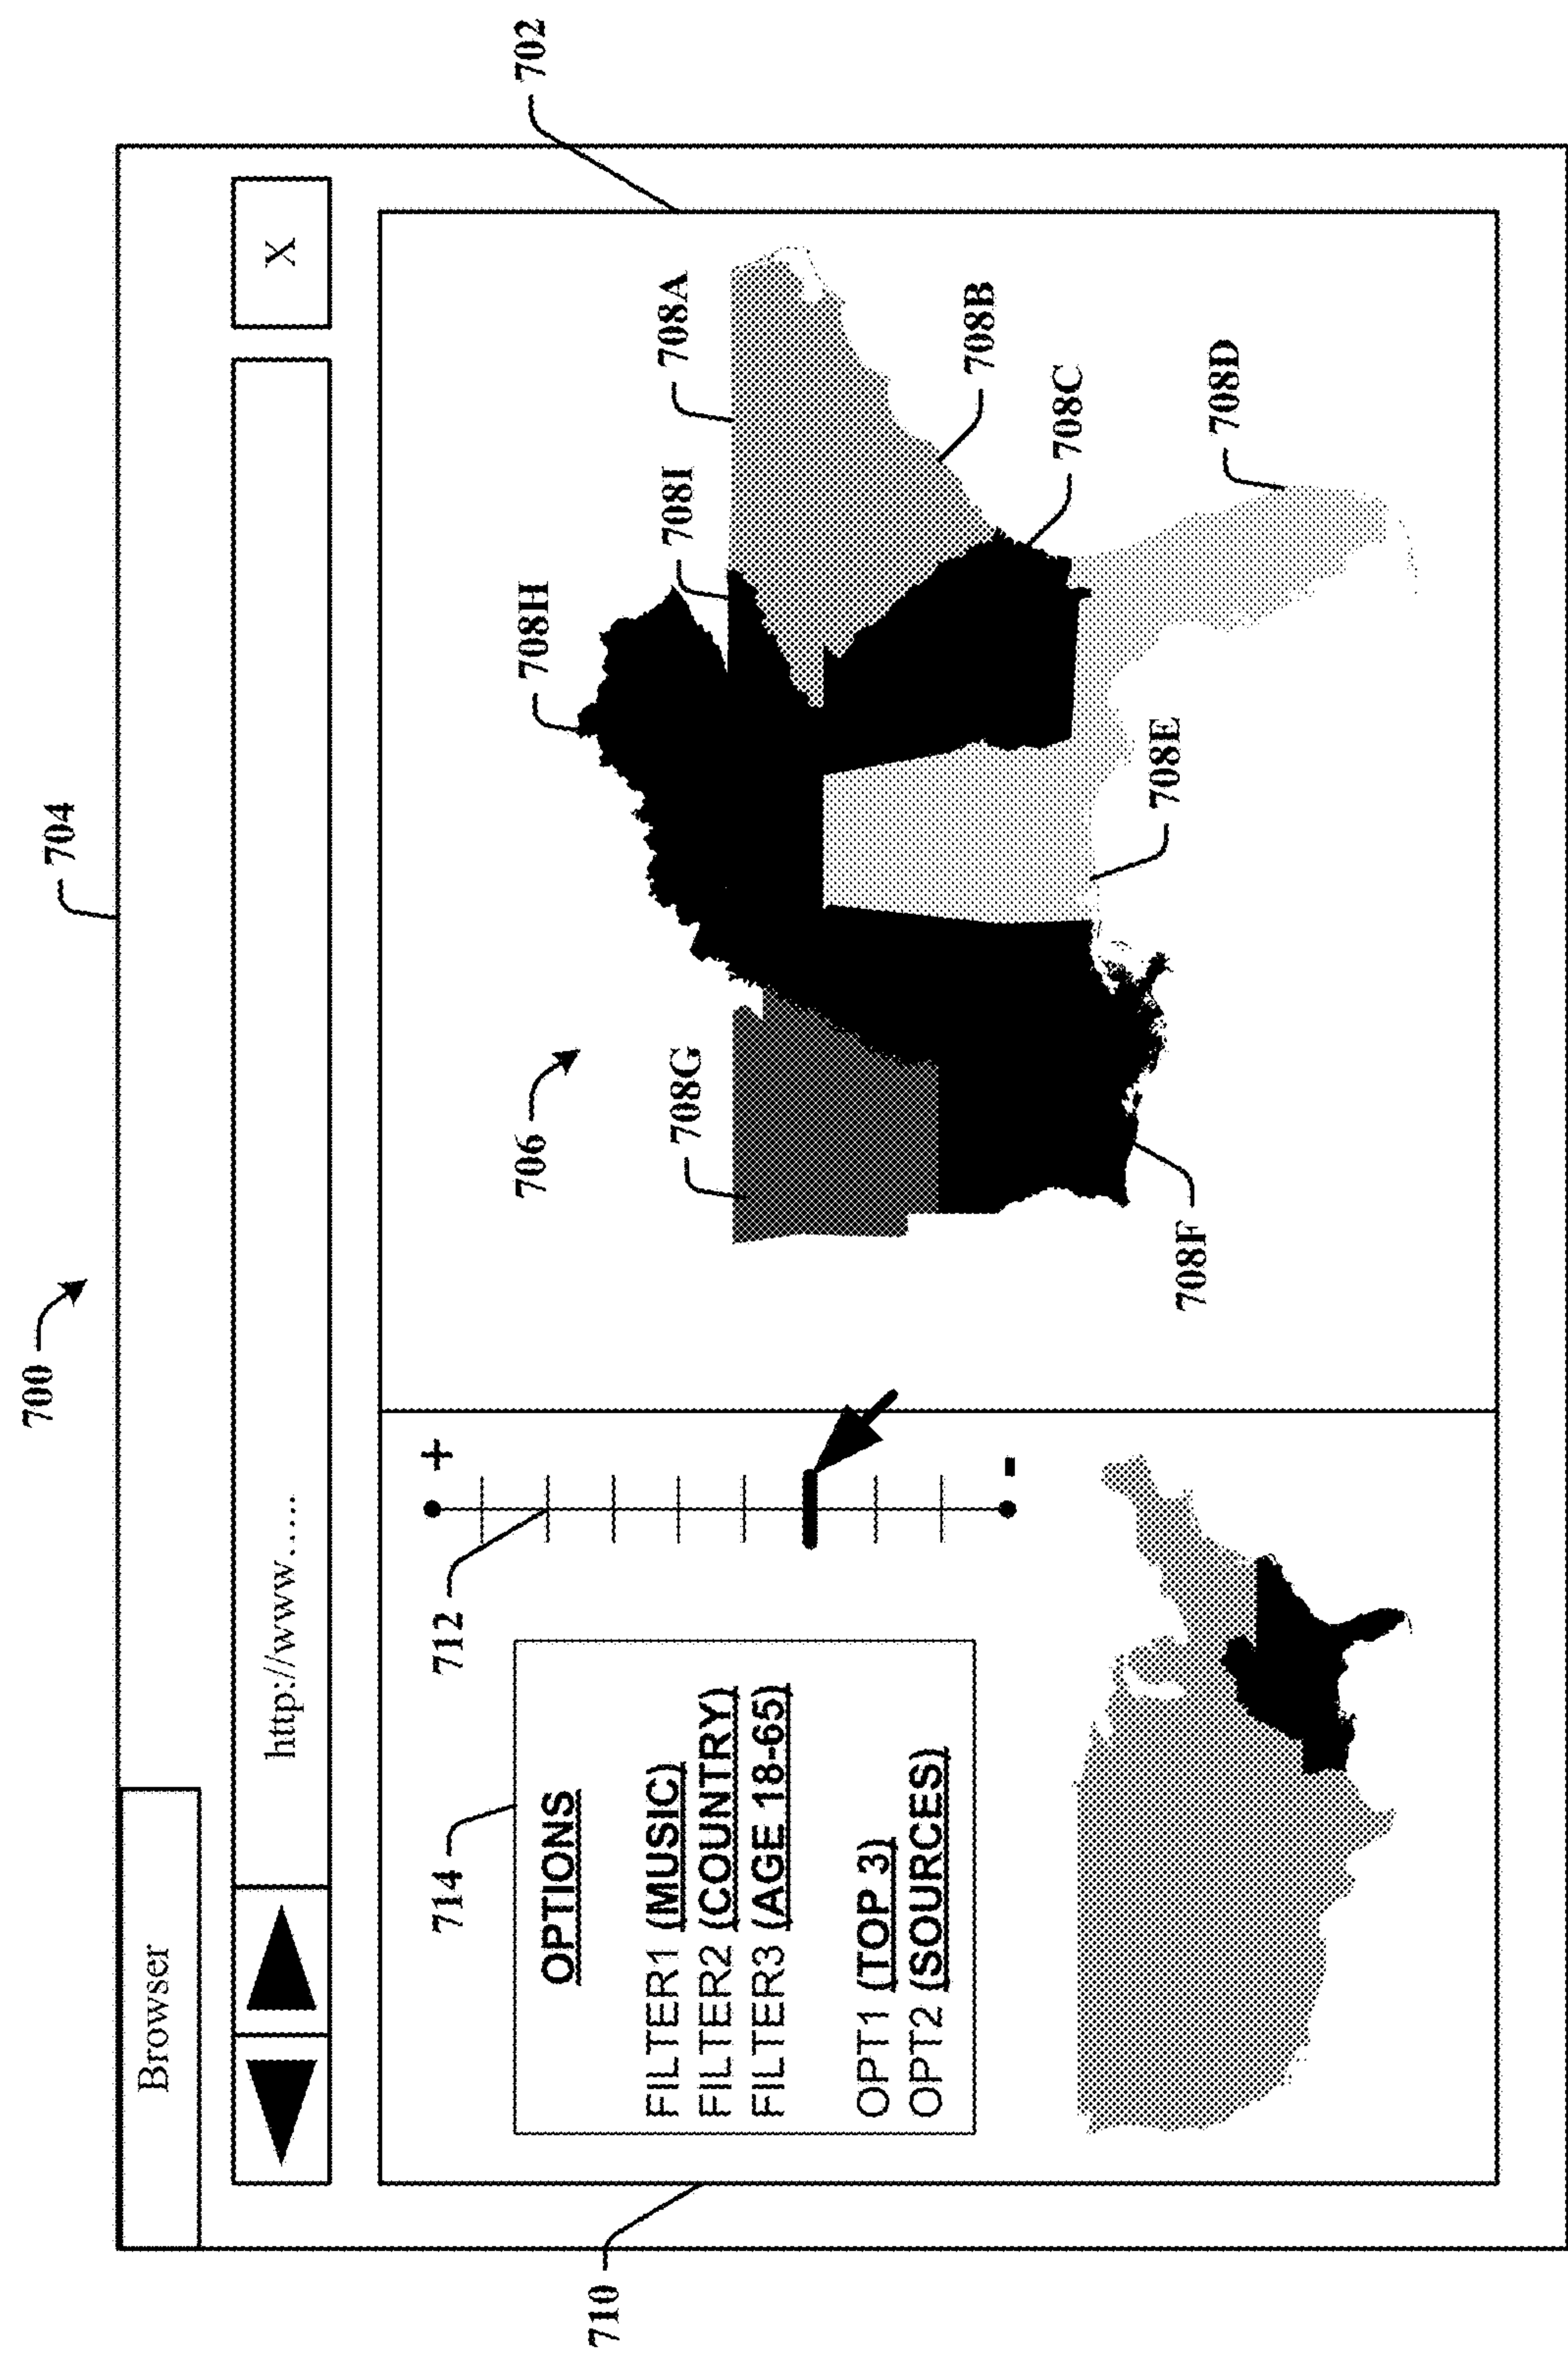 700
704
Browser
http://www.....
X
702
710
714
OPTIONS
FILTER1 (MUSIC)
FILTER2 (COUNTRY)
FILTER3 (AGE 18-65)
OPT1 (TOP 3)
OPT2 (SOURCES)
712
+
-
706
708H
708G
708I
708A
708B
708C
708D
708E
708F